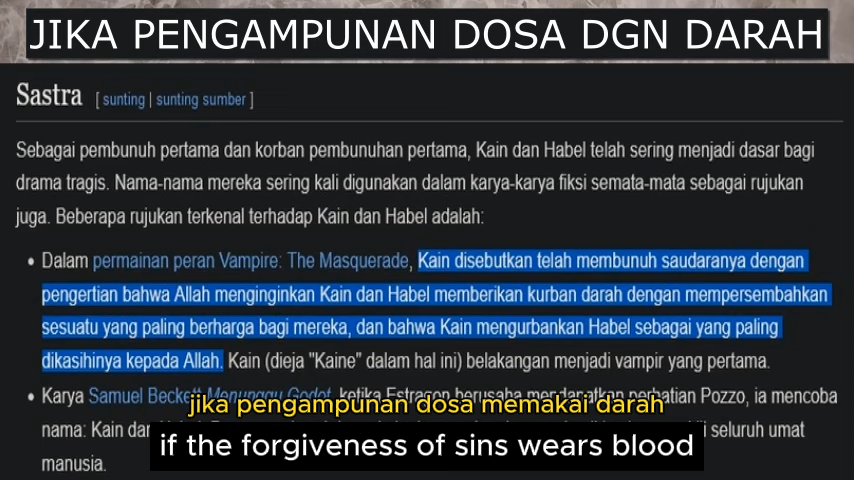 JIKA PENGAMPUNAN DOSA DGN DARAH
Sastra [ sunting | sunting sumber ]
Sebagai pembunuh pertama dan korban pembunuhan pertama, Kain dan Habel telah sering menjadi dasar bagi
drama tragis. Nama-nama mereka sering kali digunakan dalam karya-karya fiksi semata-mata sebagai rujukan
juga. Beberapa rujukan terkenal terhadap Kain dan Habel adalah:
• Dalam permainan peran Vampire: The Masquerade, Kain disebutkan telah membunuh saudaranya dengan
pengertian bahwa Allah menginginkan Kain dan Habel memberikan kurban darah dengan mempersembahkan
sesuatu yang paling berharga bagi mereka, dan bahwa Kain mengurbankan Habel sebagai yang paling
dikasihinya kepada Allah. Kain (dieja "Kaine" dalam hal ini) belakangan menjadi vampir yang pertama.
• Karya Samuel Beckett Menunggu Godot, ketika Estragon berusaha mendapatkan perhatian Pozzo, ia mencoba
jika pengampunan dosa memakai darah
nama: Kain dan seluruh umat
if the forgiveness of sins wears blood
manusia.